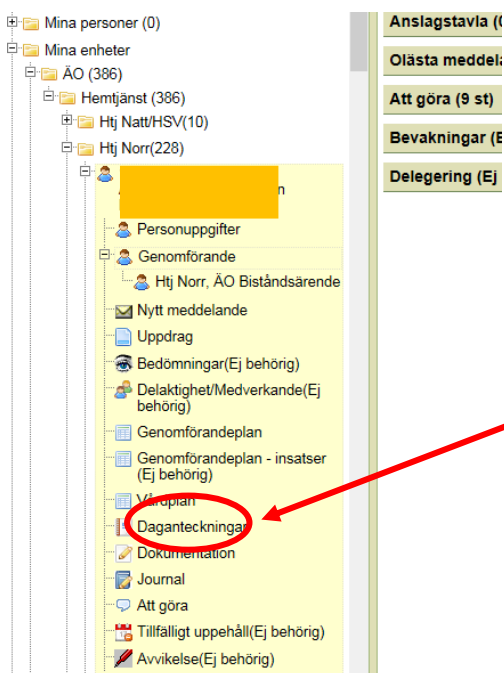 Mina personer (0)
Mina enheter
ÄO (386)
Hemtjänst (386)
Htj Natt/HSV(10)
Htj Norr(228)
n
Personuppgifter
Genomförande
Htj Norr, ÄO Biståndsärende
Nytt meddelande
Uppdrag
Bedömningar(Ej behörig)
Delaktighet/Medverkande(Ej
behörig)
Genomförandeplan
Genomförandeplan - insatser
(Ej behörig)
Vårdplan
Daganteckningar
Dokumentation
Journal
Att göra
Tillfälligt uppehåll(Ej behörig)
Avvikelse(Ej behörig)
Anslagstavla (0
Olästa meddela
Att göra (9 st)
Bevakningar (E
Delegering (Ej